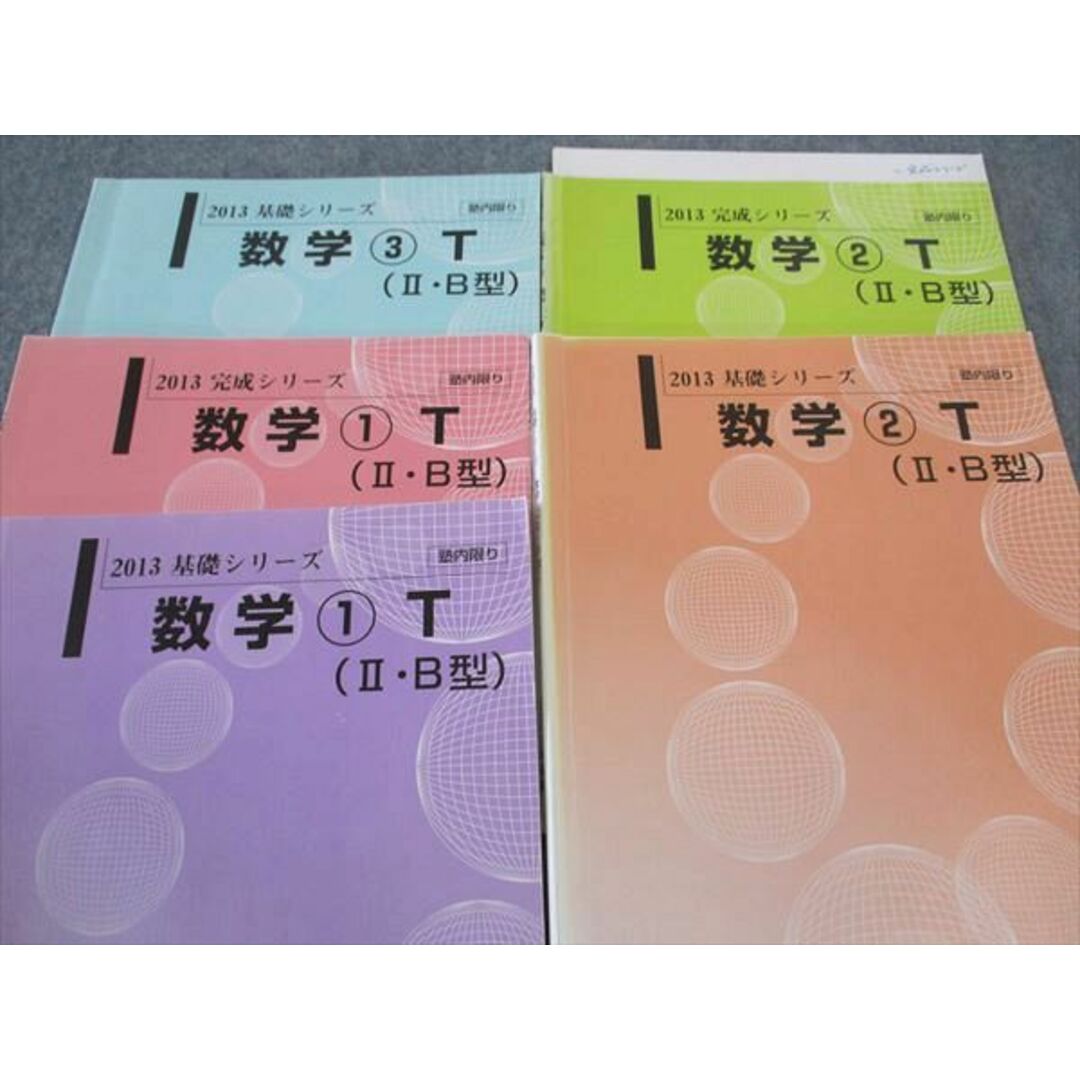 2013 基礎シリーズ 塾内限り
数学③T
(Ⅱ・B型)
2013 完成シリーズ 塾内限り
数学②T
(Ⅱ・B型)
2013 完成シリーズ 塾内限り
数学①T
(Ⅱ・B型)
2013 基礎シリーズ 塾内限り
数学②T
(Ⅱ・B型)
2013 基礎シリーズ 塾内限り
数学①T
(Ⅱ・B型)